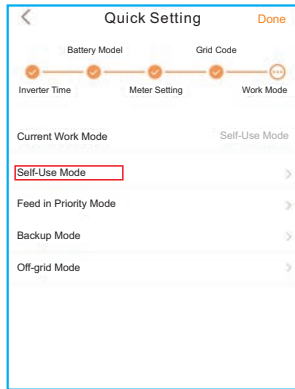 Quick Setting Done
Battery Model Grid Code
Inverter Time Meter Setting Work Mode
Current Work Mode Self-Use Mode
Self-Use Mode
Feed in Priority Mode
Backup Mode
Off-grid Mode